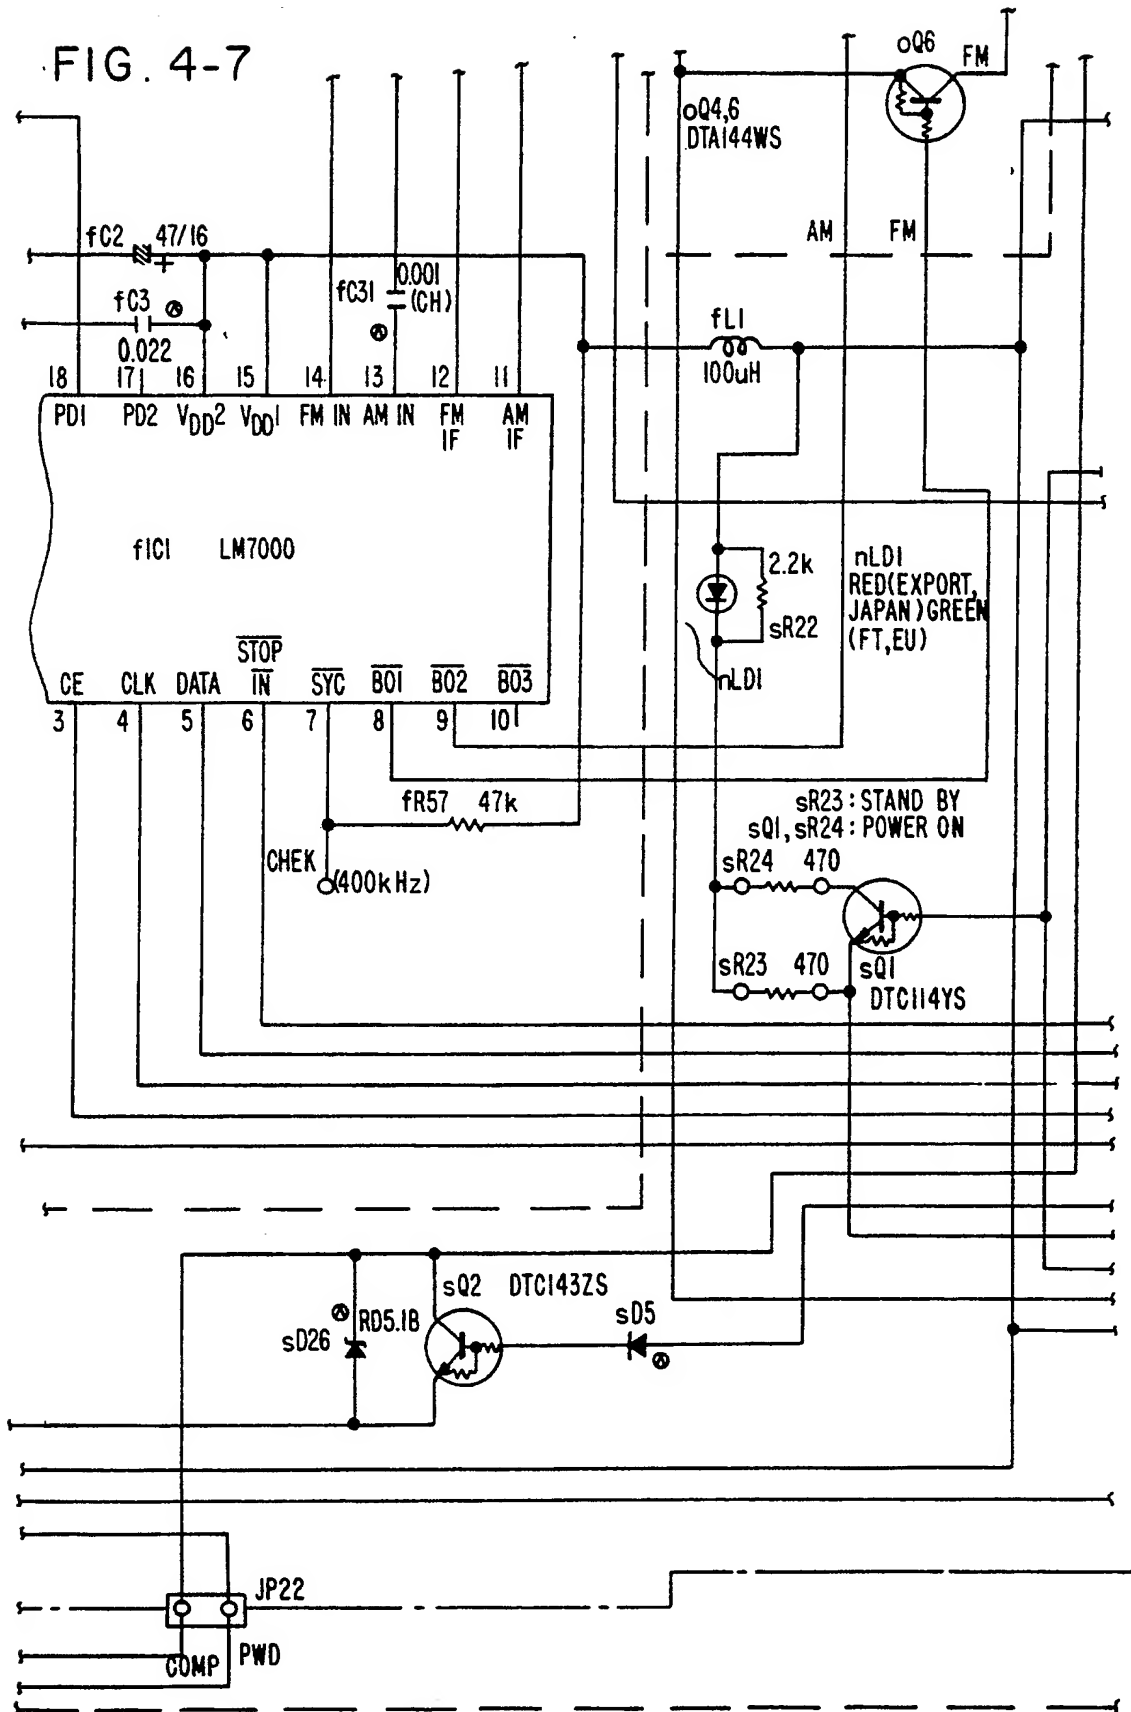 FIG. 4-7
oQ6
FM
oQ4,6
DTA144WS
AM
FM
fC2
47/16
+
fC3
0.022
fC31
0.001
(CH)
fL1
100uH
18
17
16
15
14
13
12
11
PD1
PD2
VDD2
VDD1
FM IN
AM IN
FM
IF
AM
IF
fIC1
LM7000
2.2k
sR22
nLD1
nLD1
RED(EXPORT,
JAPAN)GREEN
(FT,EU)
CE
CLK
DATA
STOP
IN
SYC
BO1
BO2
BO3
3
4
5
6
7
8
9
10
fR57
47k
CHEK
(400kHz)
sR23:STAND BY
sQ1,sR24:POWER ON
sR24
470
sR23
470
sQ1
DTC114YS
sQ2
DTC143ZS
RD5.1B
sD26
sD5
JP22
COMP
PWD